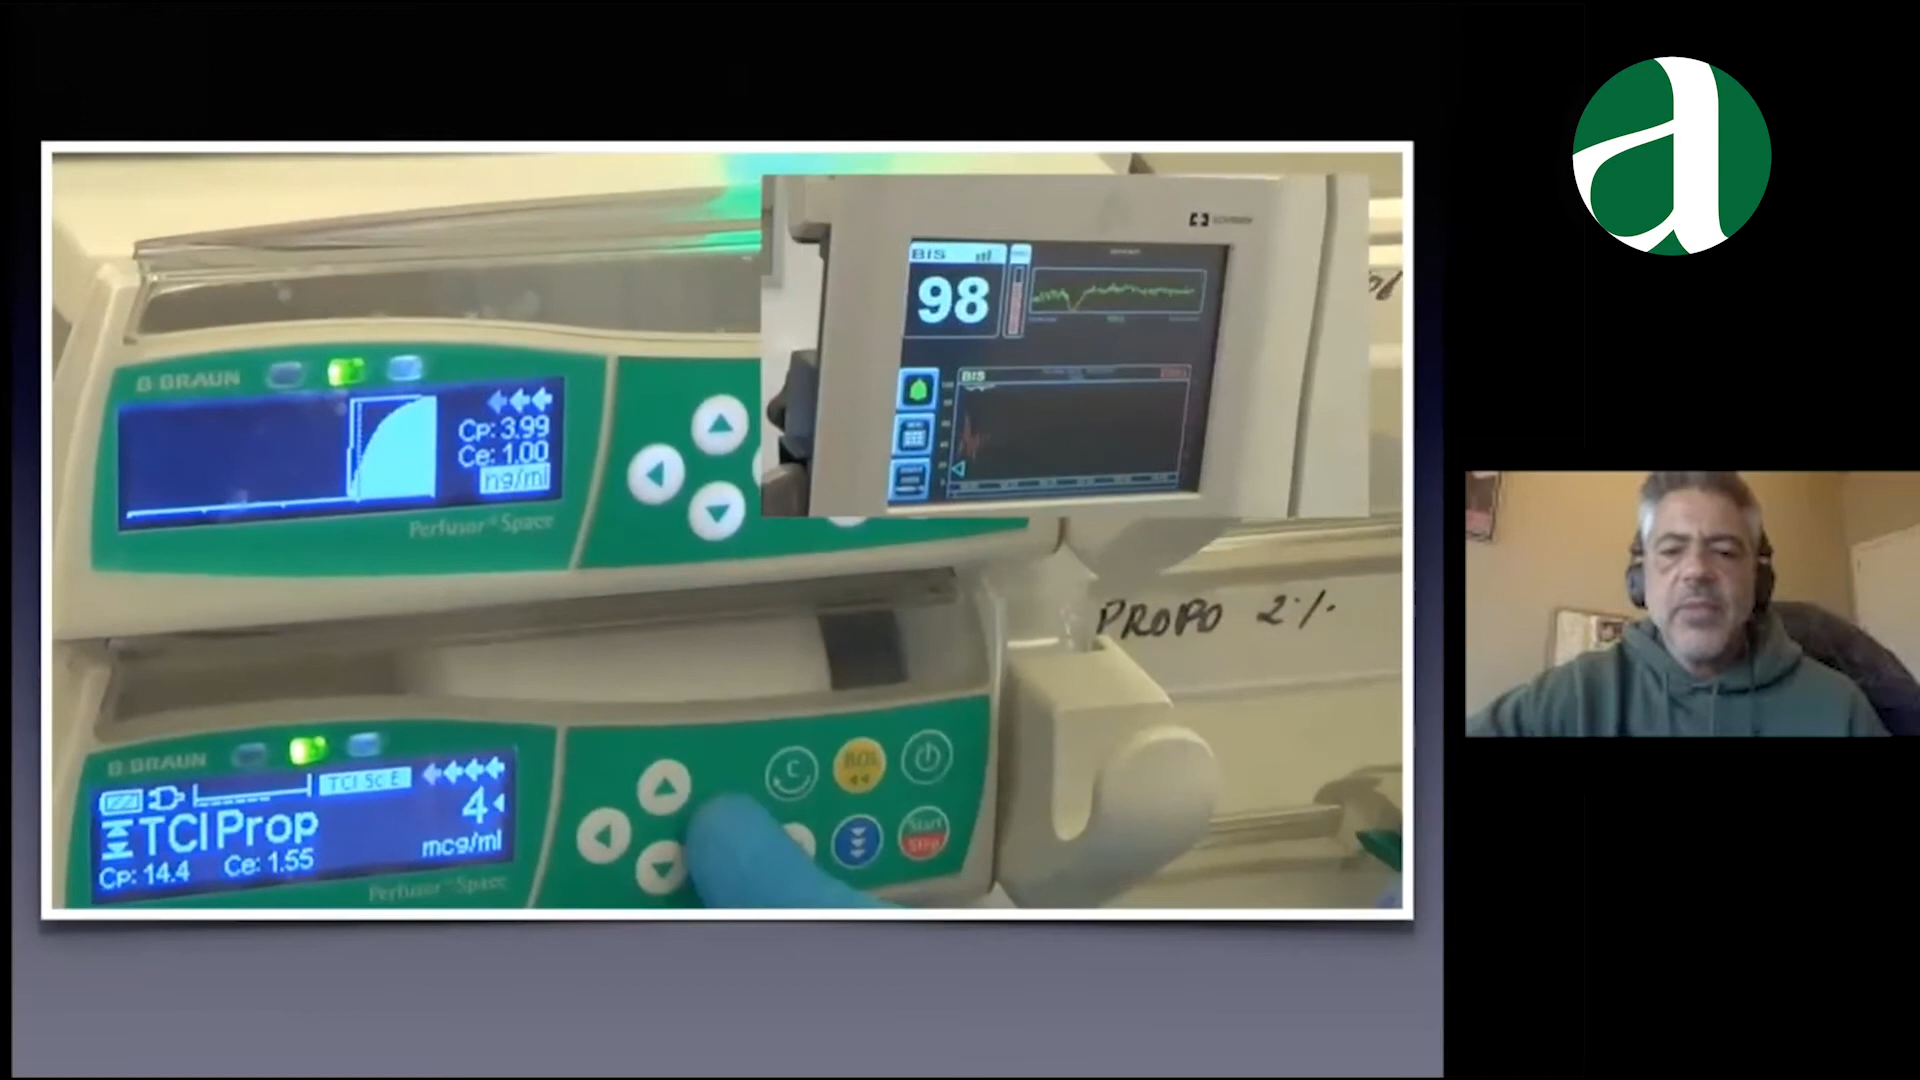 BIS
98
B BRAUN
Cp: 3.99
Ce: 1.00
ng/ml
Perfusor® Space
BIS
PROPO 2%
B BRAUN
TCI Sc E
4
TCI Prop
mcg/ml
Cp: 14.4 Ce: 1.55
Perfusor® Space
C
BOL
Start
Stop
a